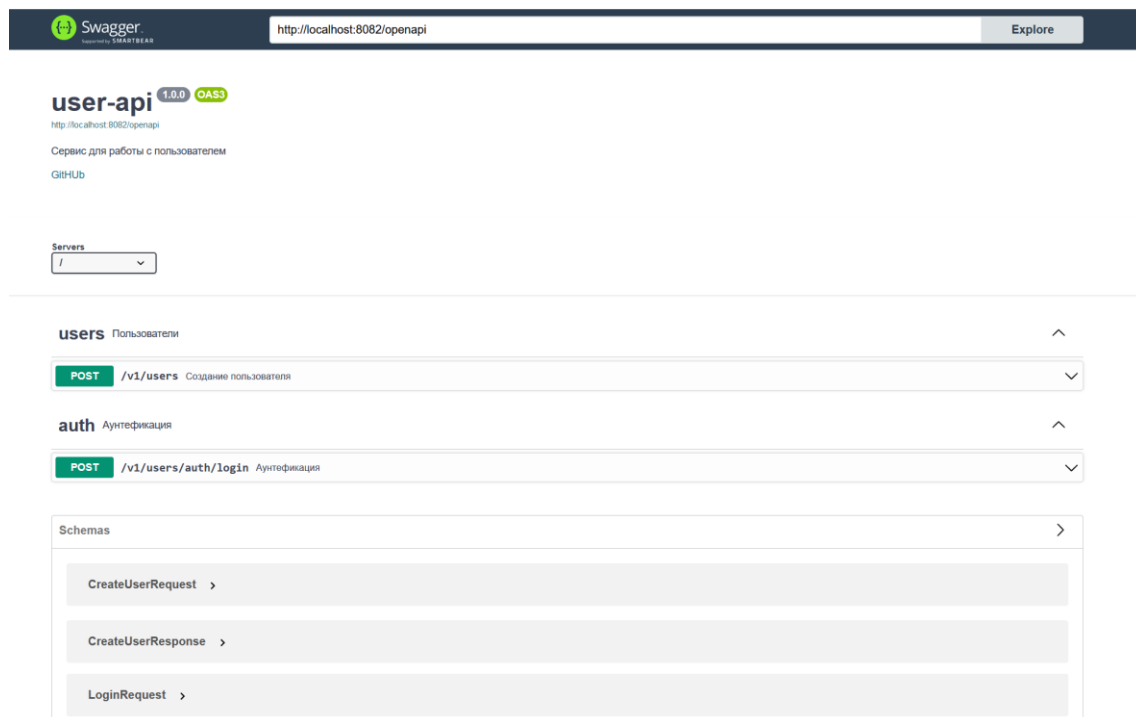 Swagger.
Supported by SMARTBEAR
http://localhost:8082/openapi
Explore
user-api 1.0.0 OAS3
http://localhost:8082/openapi
Сервис для работы с пользователем
GitHUb
Servers
/
users Пользователи
POST /v1/users Создание пользователя
auth Аунтефикация
POST /v1/users/auth/login Аунтефикация
Schemas
CreateUserRequest
CreateUserResponse
LoginRequest